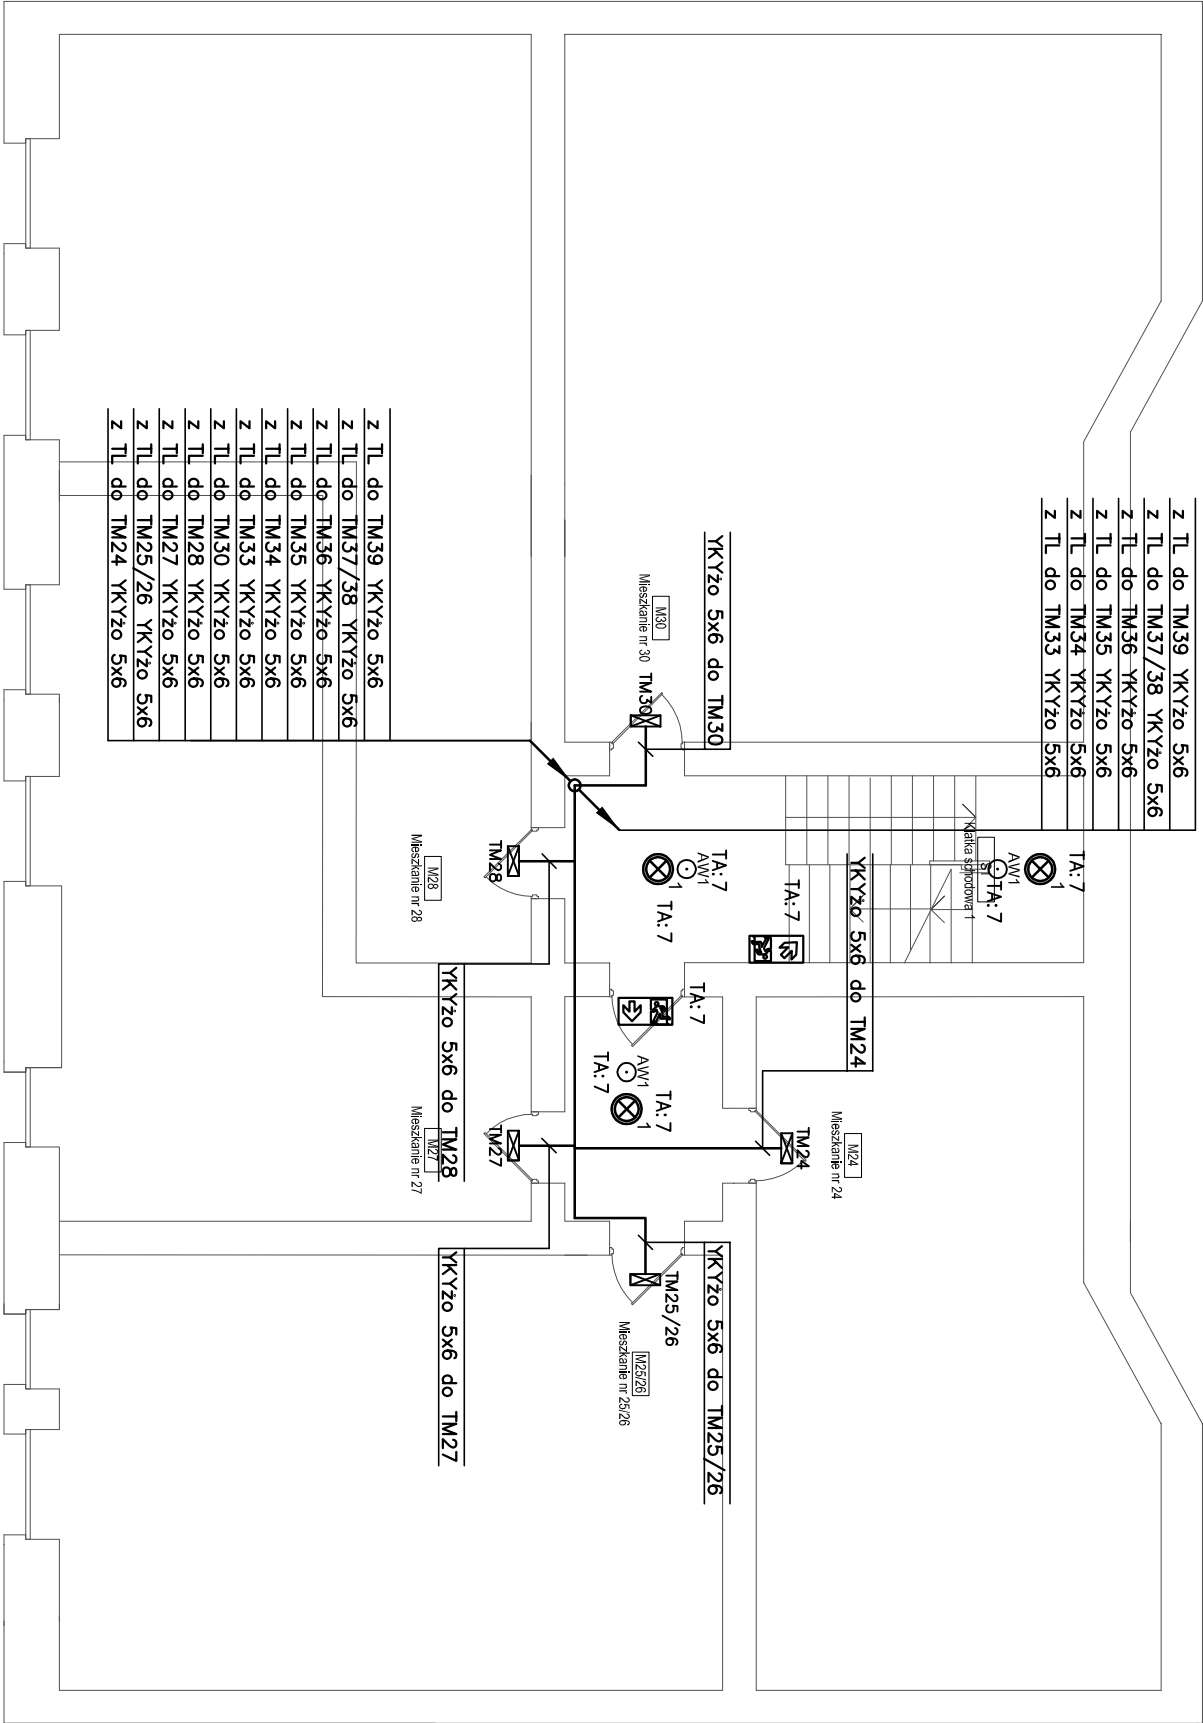 z TL do TM39 YKYżo 5x6
z TL do TM37/38 YKYżo 5x6
z TL do TM36 YKYżo 5x6
z TL do TM35 YKYżo 5x6
z TL do TM34 YKYżo 5x6
z TL do TM33 YKYżo 5x6
TA: 7
1
AW1
TA: 7
S1
Klatka schodowa 1
YKYżo 5x6 do TM24
TA: 7
M24
Mieszkanie nr 24
TM24
YKYżo 5x6 do TM30
TA: 7
AW1
1
TA: 7
TA: 7
YKYżo 5x6 do TM25/26
M30
Mieszkanie nr 30
TM30
TA: 7
1
AW1
TA: 7
TM25/26
M25/26
Mieszkanie nr 25/26
TM28
TM27
M28
Mieszkanie nr 28
YKYżo 5x6 do TM28
M27
Mieszkanie nr 27
YKYżo 5x6 do TM27
z TL do TM39 YKYżo 5x6
z TL do TM37/38 YKYżo 5x6
z TL do TM36 YKYżo 5x6
z TL do TM35 YKYżo 5x6
z TL do TM34 YKYżo 5x6
z TL do TM33 YKYżo 5x6
z TL do TM30 YKYżo 5x6
z TL do TM28 YKYżo 5x6
z TL do TM27 YKYżo 5x6
z TL do TM25/26 YKYżo 5x6
z TL do TM24 YKYżo 5x6